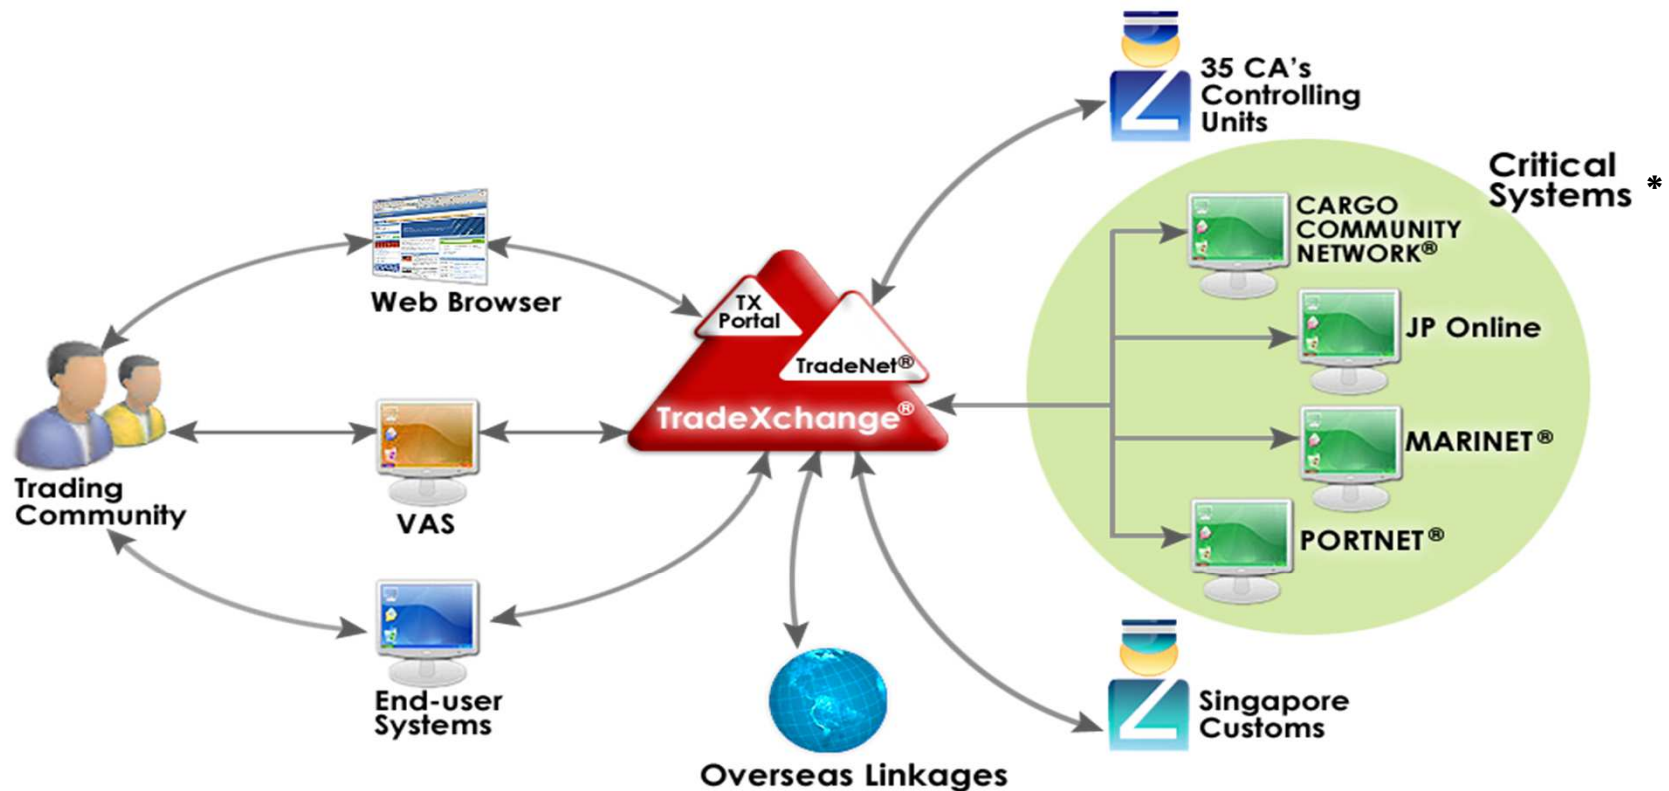 35 CA's
Controlling
Units
Critical
Systems *
CARGO
COMMUNITY
NETWORK®
Web Browser
TX
Portal
JP Online
TradeNet®
TradeXchange®
MARINET®
Trading
Community
VAS
PORTNET®
End-user
Systems
Singapore
Customs
Overseas Linkages